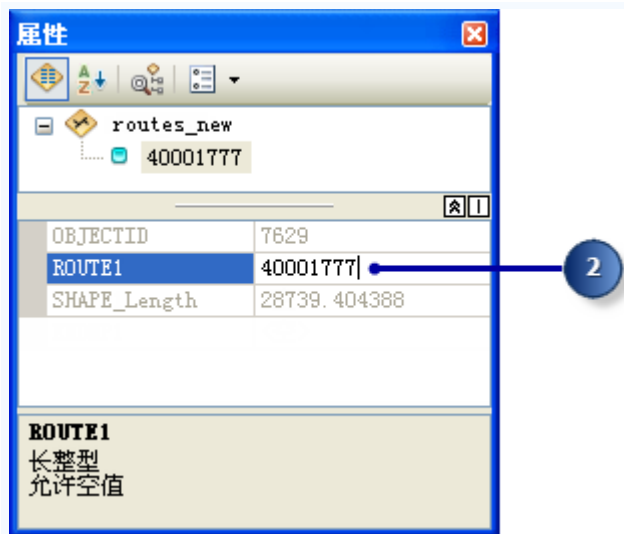 属性
routes_new
40001777
OBJECTID 7629
ROUTE1 40001777
SHAPE_Length 28739.404388
2
ROUTE1
长整型
允许空值